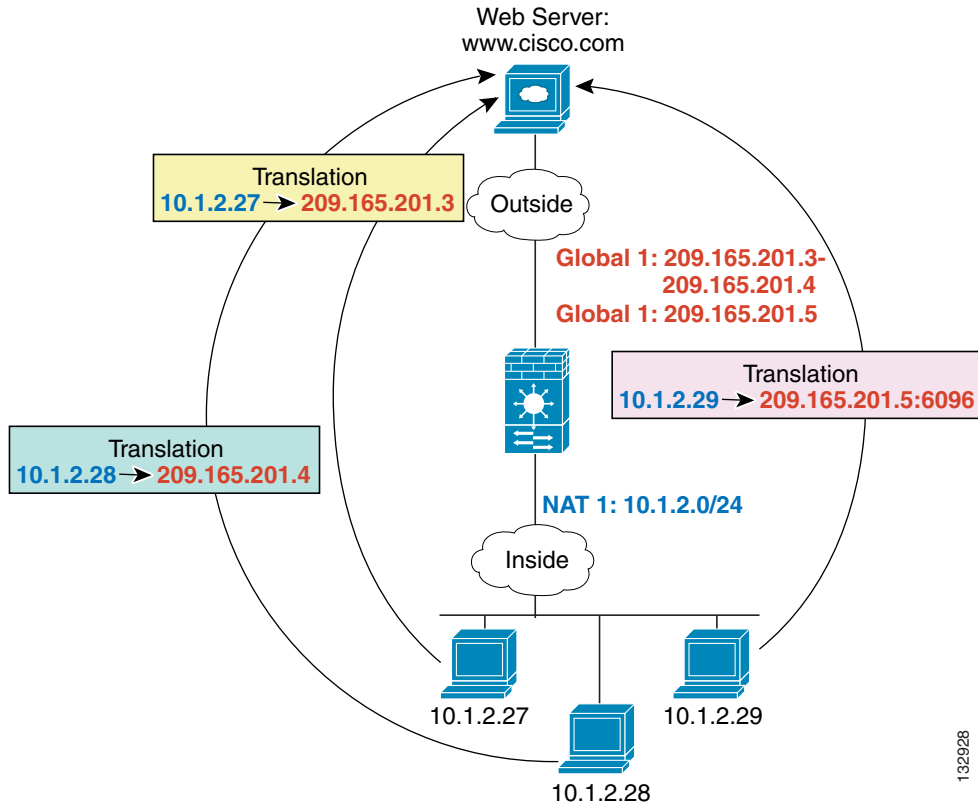 Web Server:
www.cisco.com
Translation
10.1.2.27 209.165.201.3
Outside
Global 1: 209.165.201.3-
209.165.201.4
Global 1: 209.165.201.5
Translation
10.1.2.29 209.165.201.5:6096
Translation
10.1.2.28 209.165.201.4
NAT 1: 10.1.2.0/24
Inside
10.1.2.27
10.1.2.29
10.1.2.28
132928